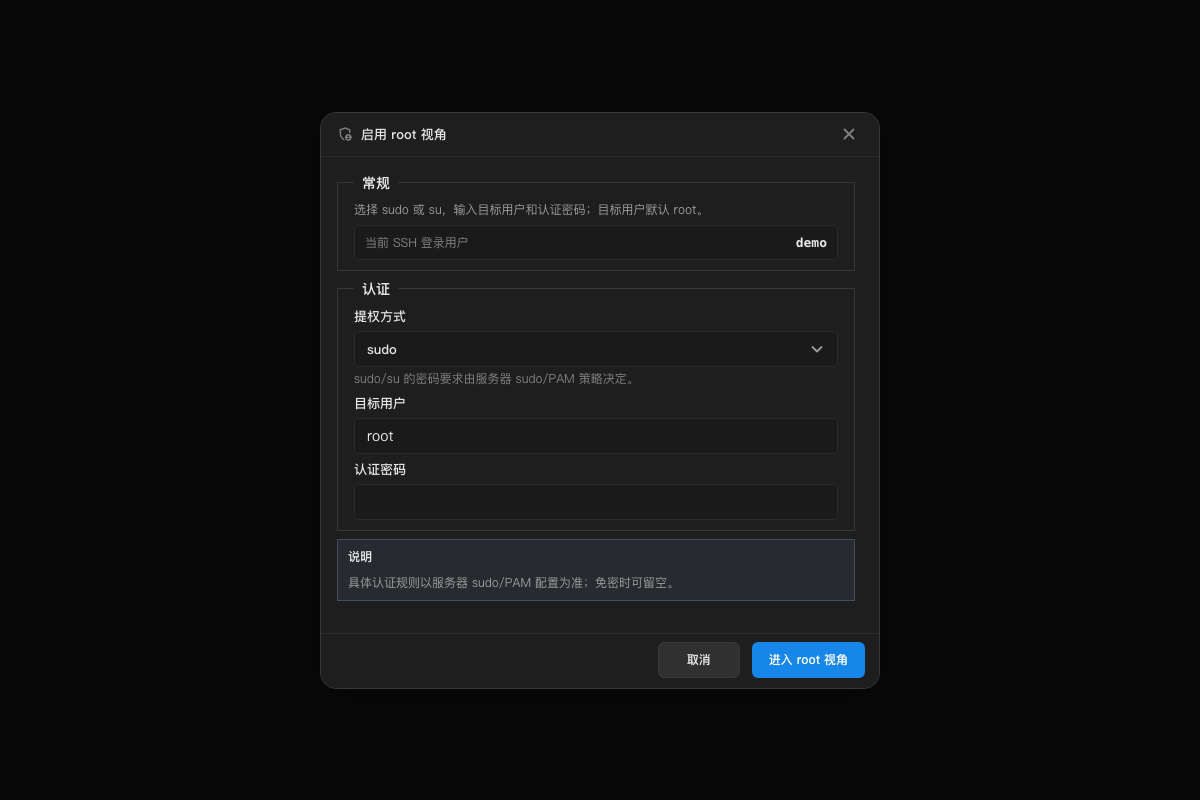 启用 root 视角
常规
选择 sudo 或 su，输入目标用户和认证密码；目标用户默认 root。
当前 SSH 登录用户 demo
认证
提权方式
sudo
sudo/su 的密码要求由服务器 sudo/PAM 策略决定。
目标用户
root
认证密码
说明
具体认证规则以服务器 sudo/PAM 配置为准；免密时可留空。
取消 进入 root 视角